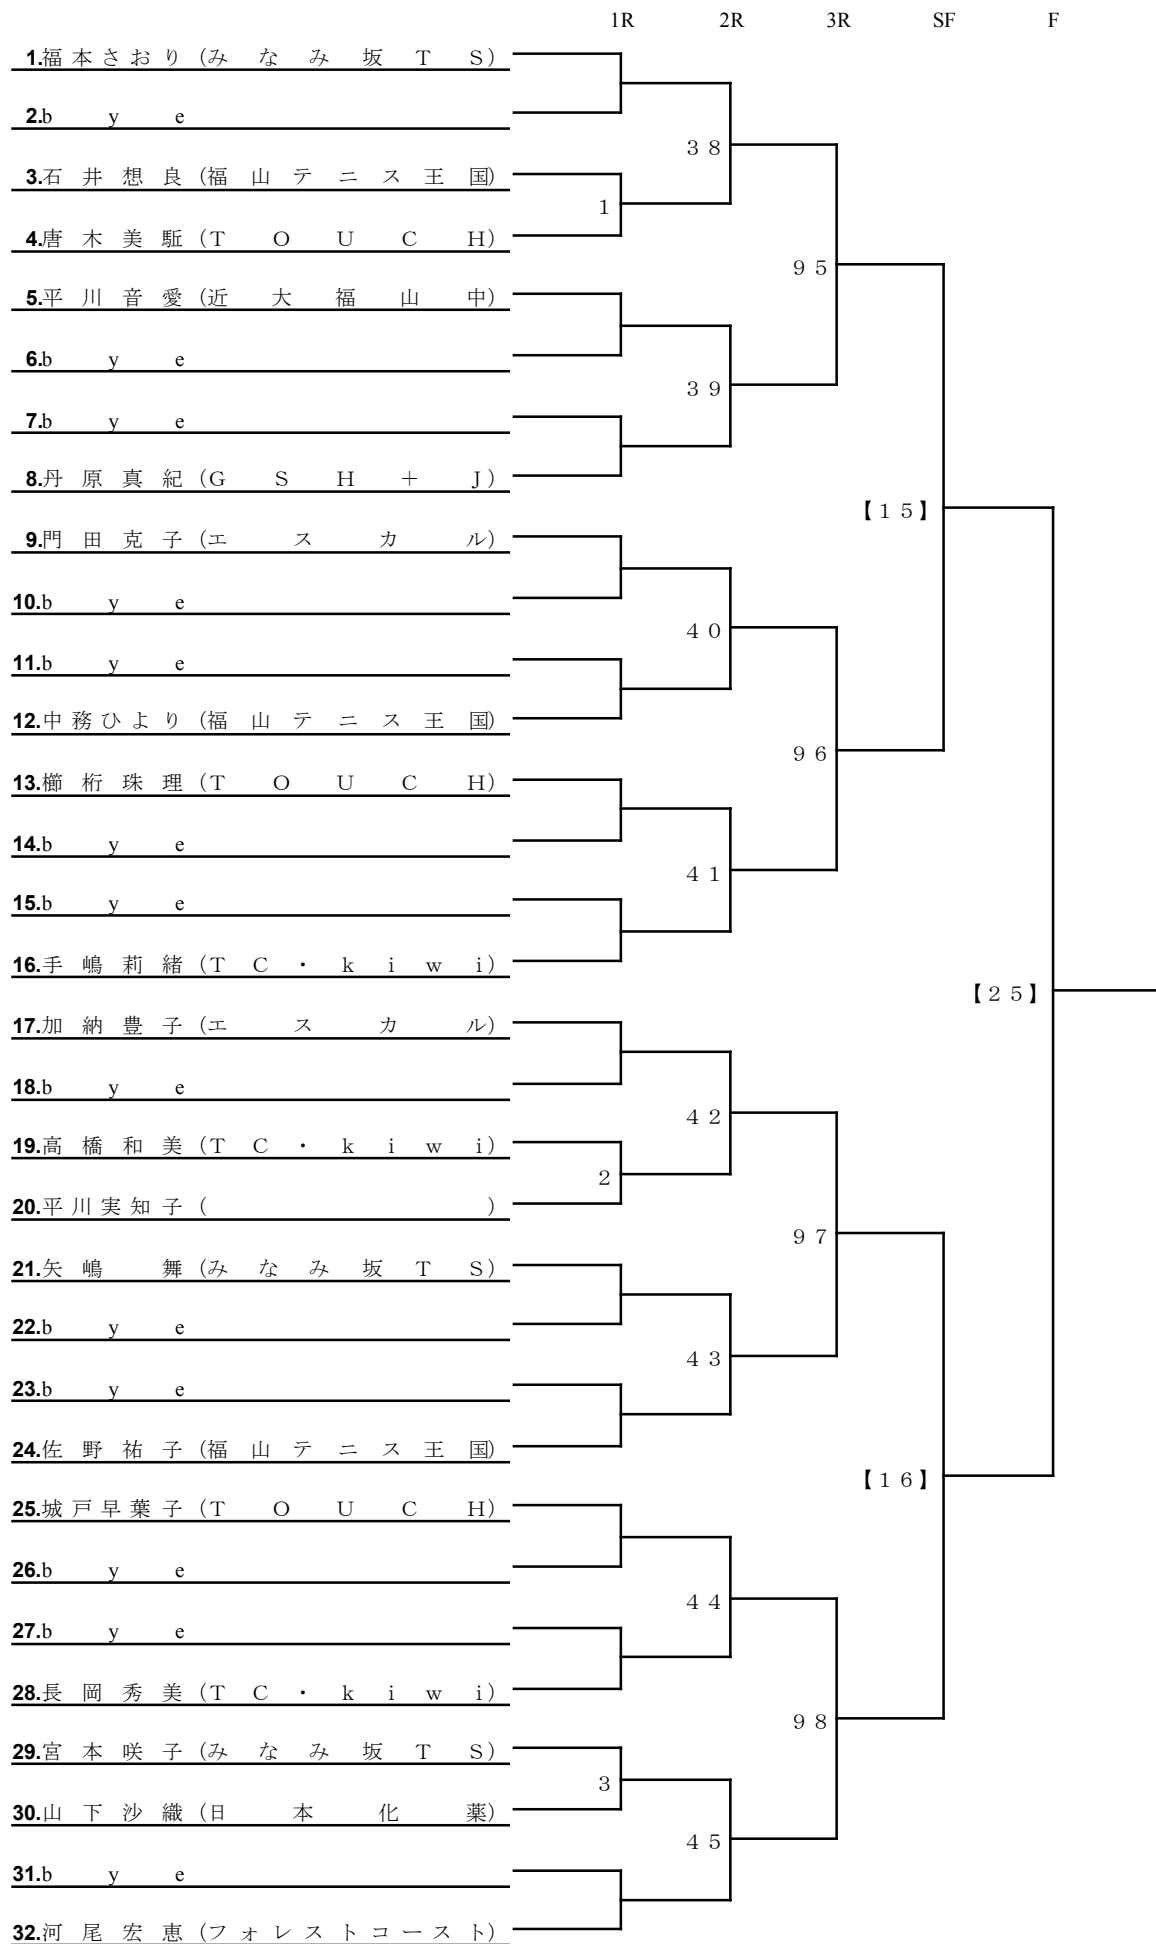 1R 2R 3R SF F
1.福本さおり(みなみ坂TS)
2.bye
38
3.石井想良(福山テニス王国)
1
4.唐木美駈(TOUCH)
95
5.平川音愛(近大福山中)
6.bye
39
7.bye
8.丹原真紀(GSH+J)
【15】
9.門田克子(エスカル)
10.bye
40
11.bye
12.中務ひより(福山テニス王国)
96
13.櫛桁珠理(TOUCH)
14.bye
41
15.bye
16.手嶋莉緒(TC・kiwi)
【25】
17.加納豊子(エスカル)
18.bye
42
19.高橋和美(TC・kiwi)
2
20.平川実知子( )
97
21.矢嶋 舞(みなみ坂TS)
22.bye
43
23.bye
24.佐野祐子(福山テニス王国)
【16】
25.城戸早葉子(TOUCH)
26.bye
44
27.bye
28.長岡秀美(TC・kiwi)
98
29.宮本咲子(みなみ坂TS)
3
30.山下沙織(日本化薬)
45
31.bye
32.河尾宏恵(フォレストコースト)